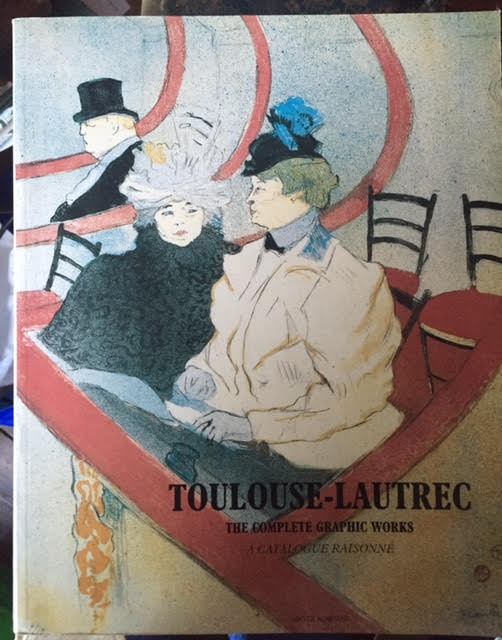 TOULOUSE-LAUTREC
THE COMPLETE GRAPHIC WORKS
A CATALOGUE RAISONNÉ